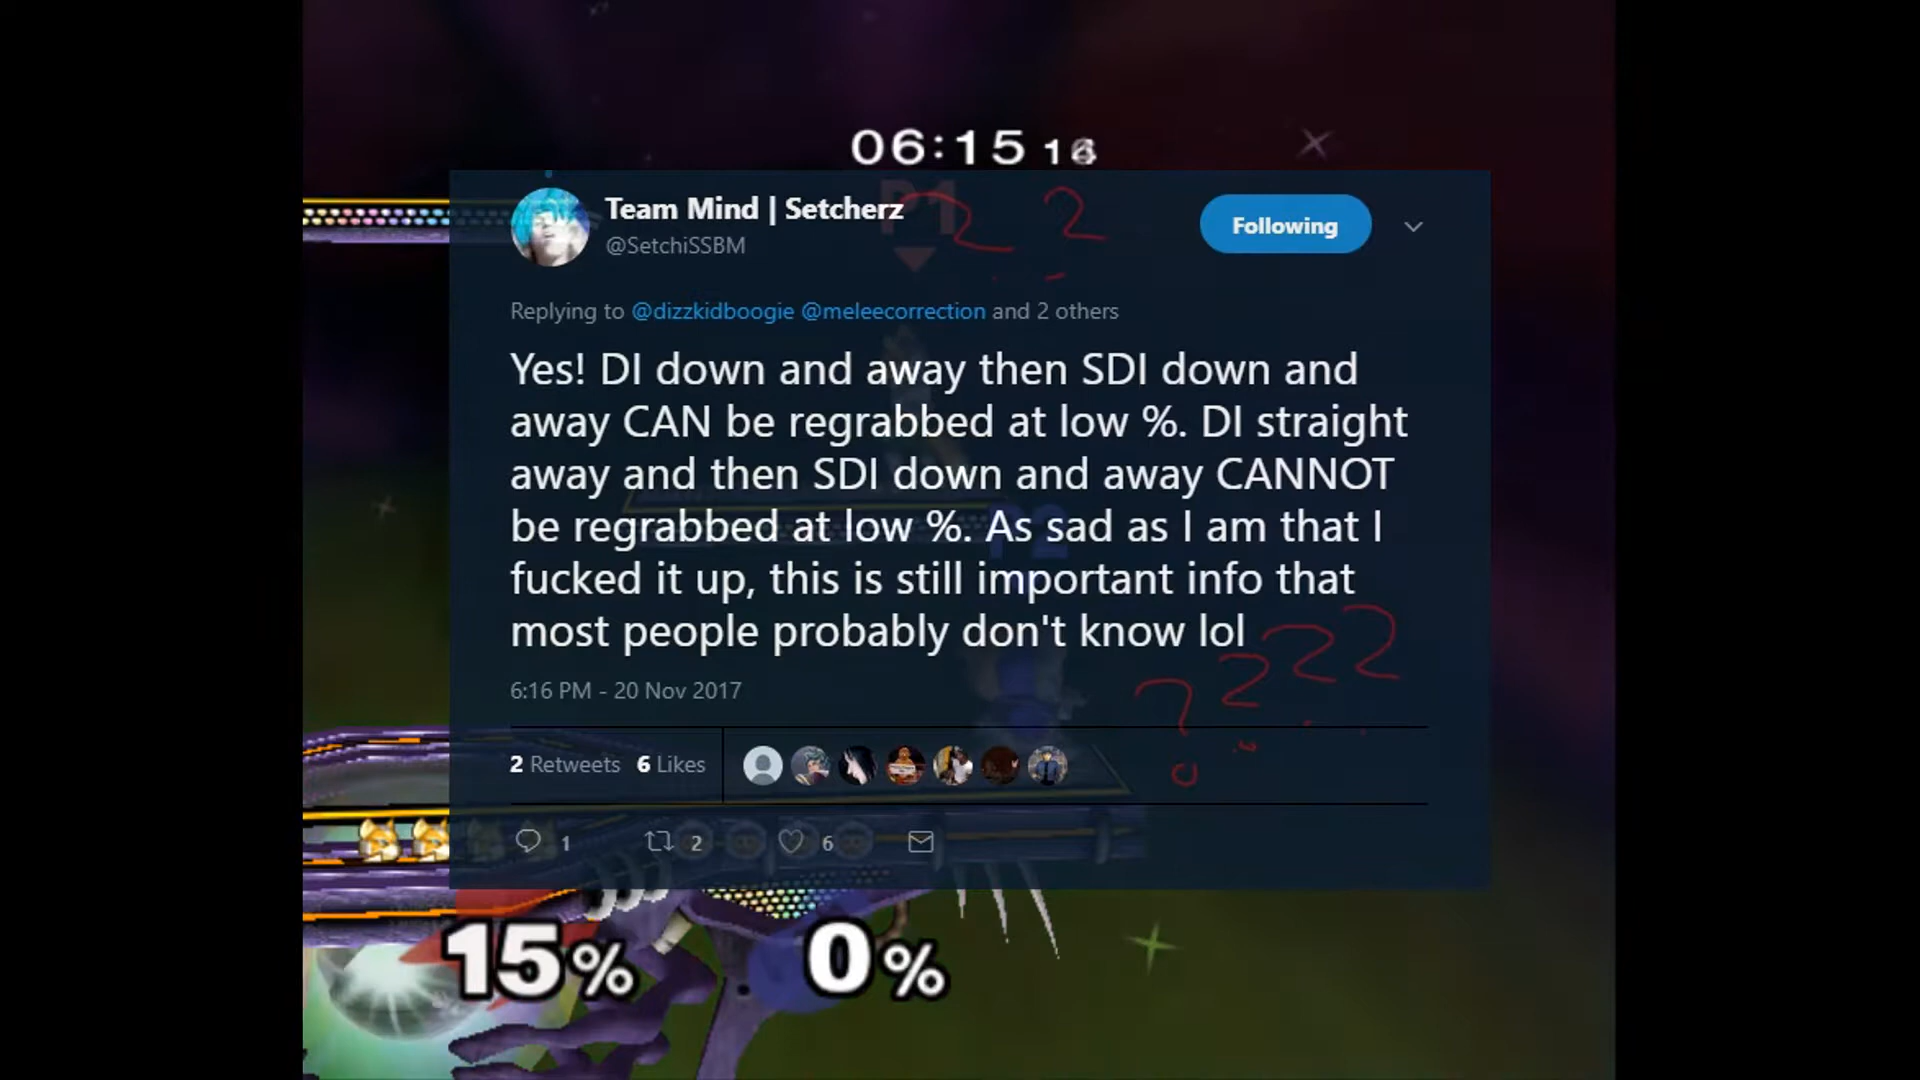 06:15 16
P1
Team Mind | Setcherz
@SetchiSSBM
Following
? ?
Replying to @dizzkidboogie @meleecorrection and 2 others
Yes! DI down and away then SDI down and
away CAN be regrabbed at low %. DI straight
away and then SDI down and away CANNOT
be regrabbed at low %. As sad as I am that I
fucked it up, this is still important info that
most people probably don't know lol
P2
? ? ? ?
6:16 PM - 20 Nov 2017
2 Retweets 6 Likes
1 2 6
15% 0%